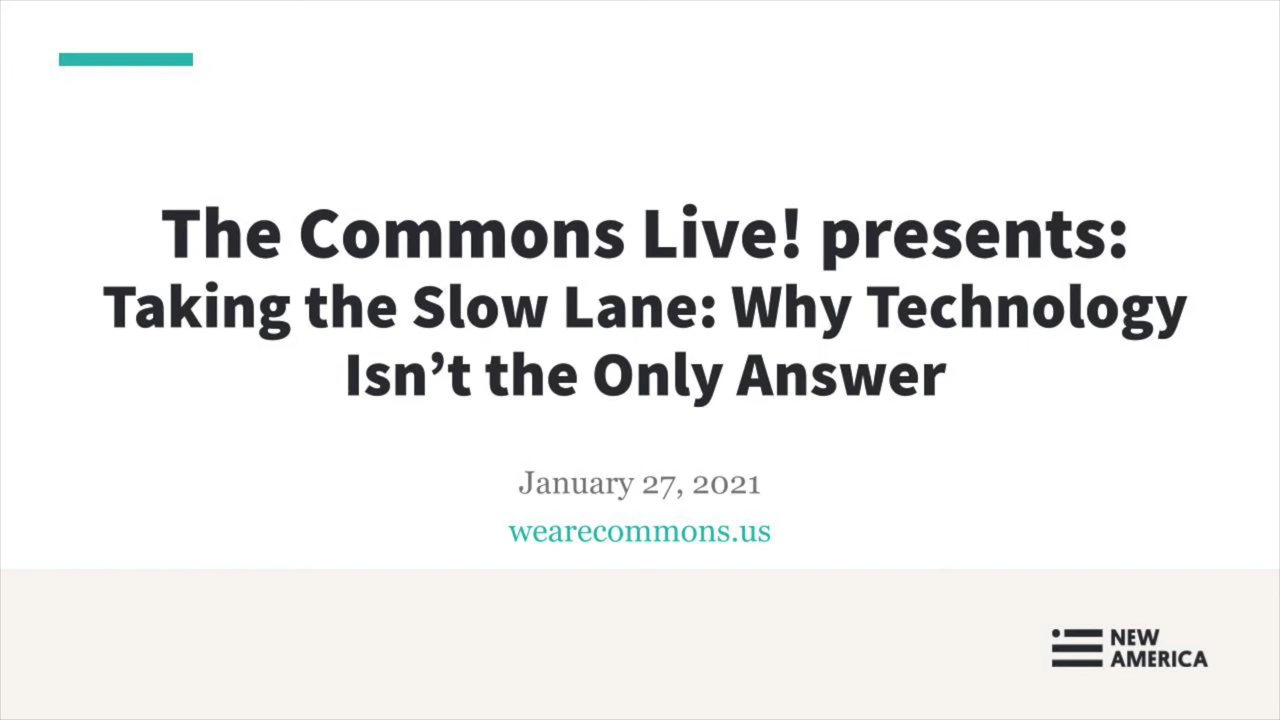 The Commons Live! presents:
Taking the Slow Lane: Why Technology
Isn’t the Only Answer
January 27, 2021
wearecommons.us
NEW
AMERICA